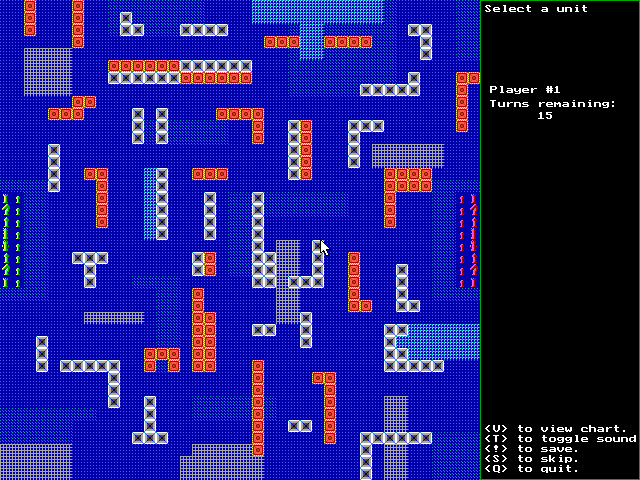 Select a unit
Player #1
Turns remaining:
15
<V> to view chart.
<T> to toggle sound
<!> to save.
<S> to skip.
<Q> to quit.